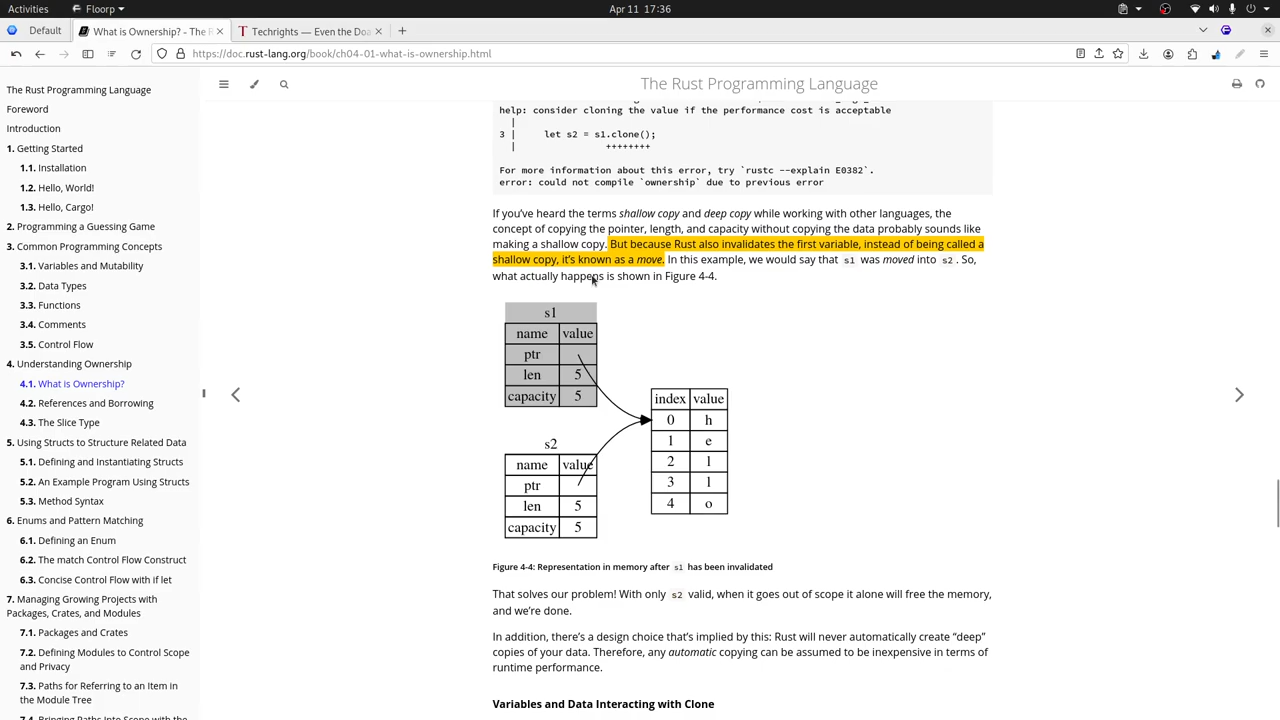 Activities
Floorp
Apr 11 17:36
Default
What is Ownership? - The R
Techrights — Even the Doa
https://doc.rust-lang.org/book/ch04-01-what-is-ownership.html
The Rust Programming Language
Foreword
Introduction
1. Getting Started
1.1. Installation
1.2. Hello, World!
1.3. Hello, Cargo!
2. Programming a Guessing Game
3. Common Programming Concepts
3.1. Variables and Mutability
3.2. Data Types
3.3. Functions
3.4. Comments
3.5. Control Flow
4. Understanding Ownership
4.1. What is Ownership?
4.2. References and Borrowing
4.3. The Slice Type
5. Using Structs to Structure Related Data
5.1. Defining and Instantiating Structs
5.2. An Example Program Using Structs
5.3. Method Syntax
6. Enums and Pattern Matching
6.1. Defining an Enum
6.2. The match Control Flow Construct
6.3. Concise Control Flow with if let
7. Managing Growing Projects with
Packages, Crates, and Modules
7.1. Packages and Crates
7.2. Defining Modules to Control Scope
and Privacy
7.3. Paths for Referring to an Item in
the Module Tree
7.4. Bringing Paths Into Scope with the
The Rust Programming Language
help: consider cloning the value if the performance cost is acceptable
|
3 | let s2 = s1.clone();
| ++++++++
For more information about this error, try `rustc --explain E0382`.
error: could not compile `ownership` due to previous error
If you’ve heard the terms shallow copy and deep copy while working with other languages, the
concept of copying the pointer, length, and capacity without copying the data probably sounds like
making a shallow copy. But because Rust also invalidates the first variable, instead of being called a
shallow copy, it’s known as a move. In this example, we would say that s1 was moved into s2. So,
what actually happens is shown in Figure 4-4.
s1
name value
ptr
len 5
capacity 5
s2
name value
ptr
len 5
capacity 5
index value
0 h
1 e
2 l
3 l
4 o
Figure 4-4: Representation in memory after s1 has been invalidated
That solves our problem! With only s2 valid, when it goes out of scope it alone will free the memory,
and we’re done.
In addition, there’s a design choice that’s implied by this: Rust will never automatically create “deep”
copies of your data. Therefore, any automatic copying can be assumed to be inexpensive in terms of
runtime performance.
Variables and Data Interacting with Clone